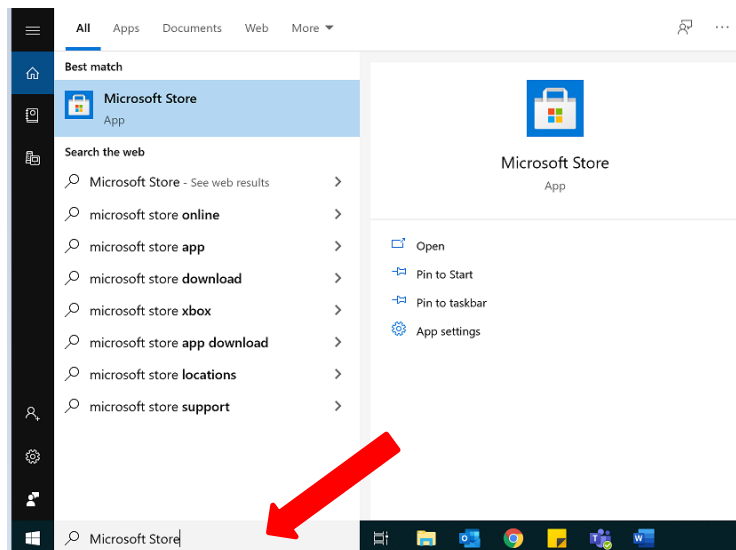 All Apps Documents Web More
Best match
Microsoft Store
App
Search the web
Microsoft Store - See web results
microsoft store online
microsoft store app
microsoft store download
microsoft store xbox
microsoft store app download
microsoft store locations
microsoft store support
Microsoft Store
App
Open
Pin to Start
Pin to taskbar
App settings
Microsoft Store